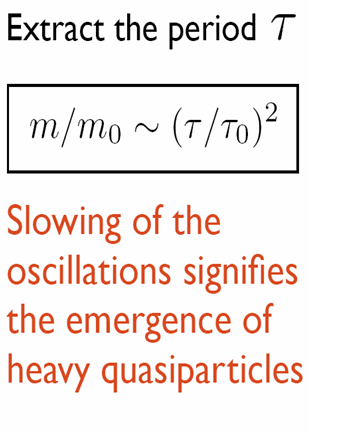 Extract the period τ
m/m₀ ~ (τ/τ₀)²
Slowing of the
oscillations signifies
the emergence of
heavy quasiparticles